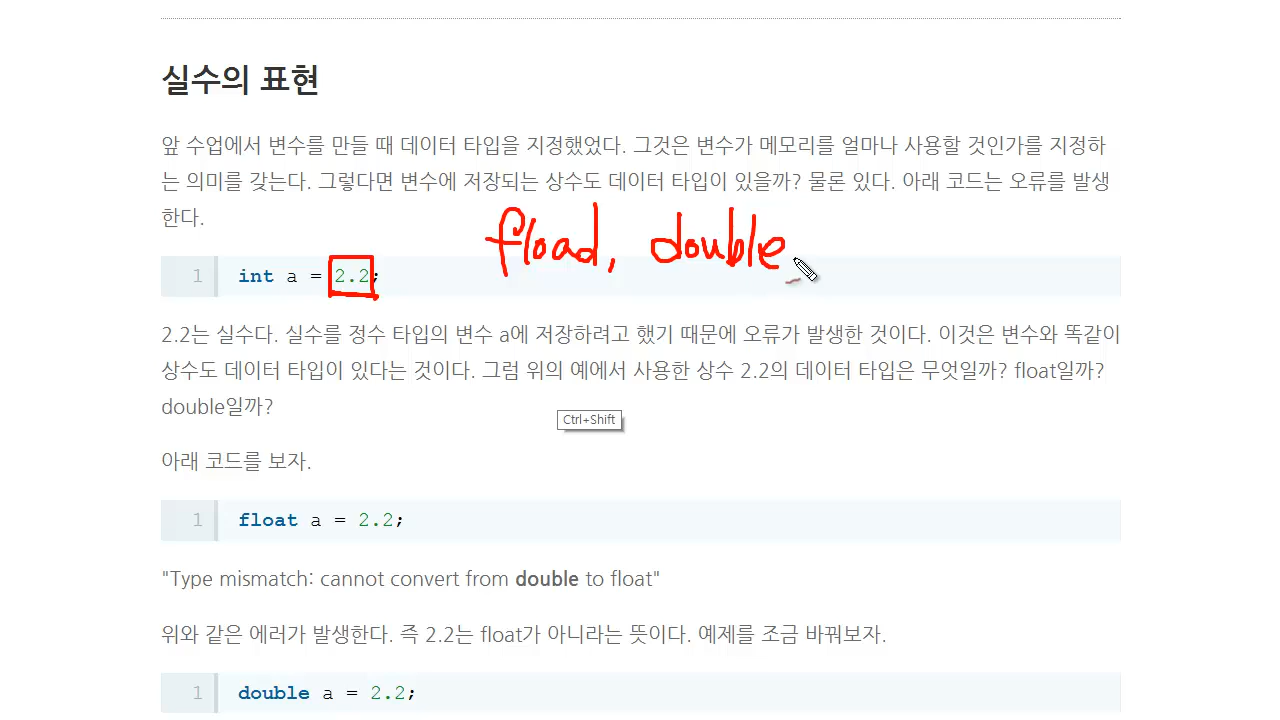 실수의 표현
앞 수업에서 변수를 만들 때 데이터 타입을 지정했었다. 그것은 변수가 메모리를 얼마나 사용할 것인가를 지정하
는 의미를 갖는다. 그렇다면 변수에 저장되는 상수도 데이터 타입이 있을까? 물론 있다. 아래 코드는 오류를 발생
한다.
fload, double
1 int a = 2.2;
2.2는 실수다. 실수를 정수 타입의 변수 a에 저장하려고 했기 때문에 오류가 발생한 것이다. 이것은 변수와 똑같이
상수도 데이터 타입이 있다는 것이다. 그럼 위의 예에서 사용한 상수 2.2의 데이터 타입은 무엇일까? float일까?
double일까?
Ctrl+Shift
아래 코드를 보자.
1 float a = 2.2;
"Type mismatch: cannot convert from double to float"
위와 같은 에러가 발생한다. 즉 2.2는 float가 아니라는 뜻이다. 예제를 조금 바꿔보자.
1 double a = 2.2;